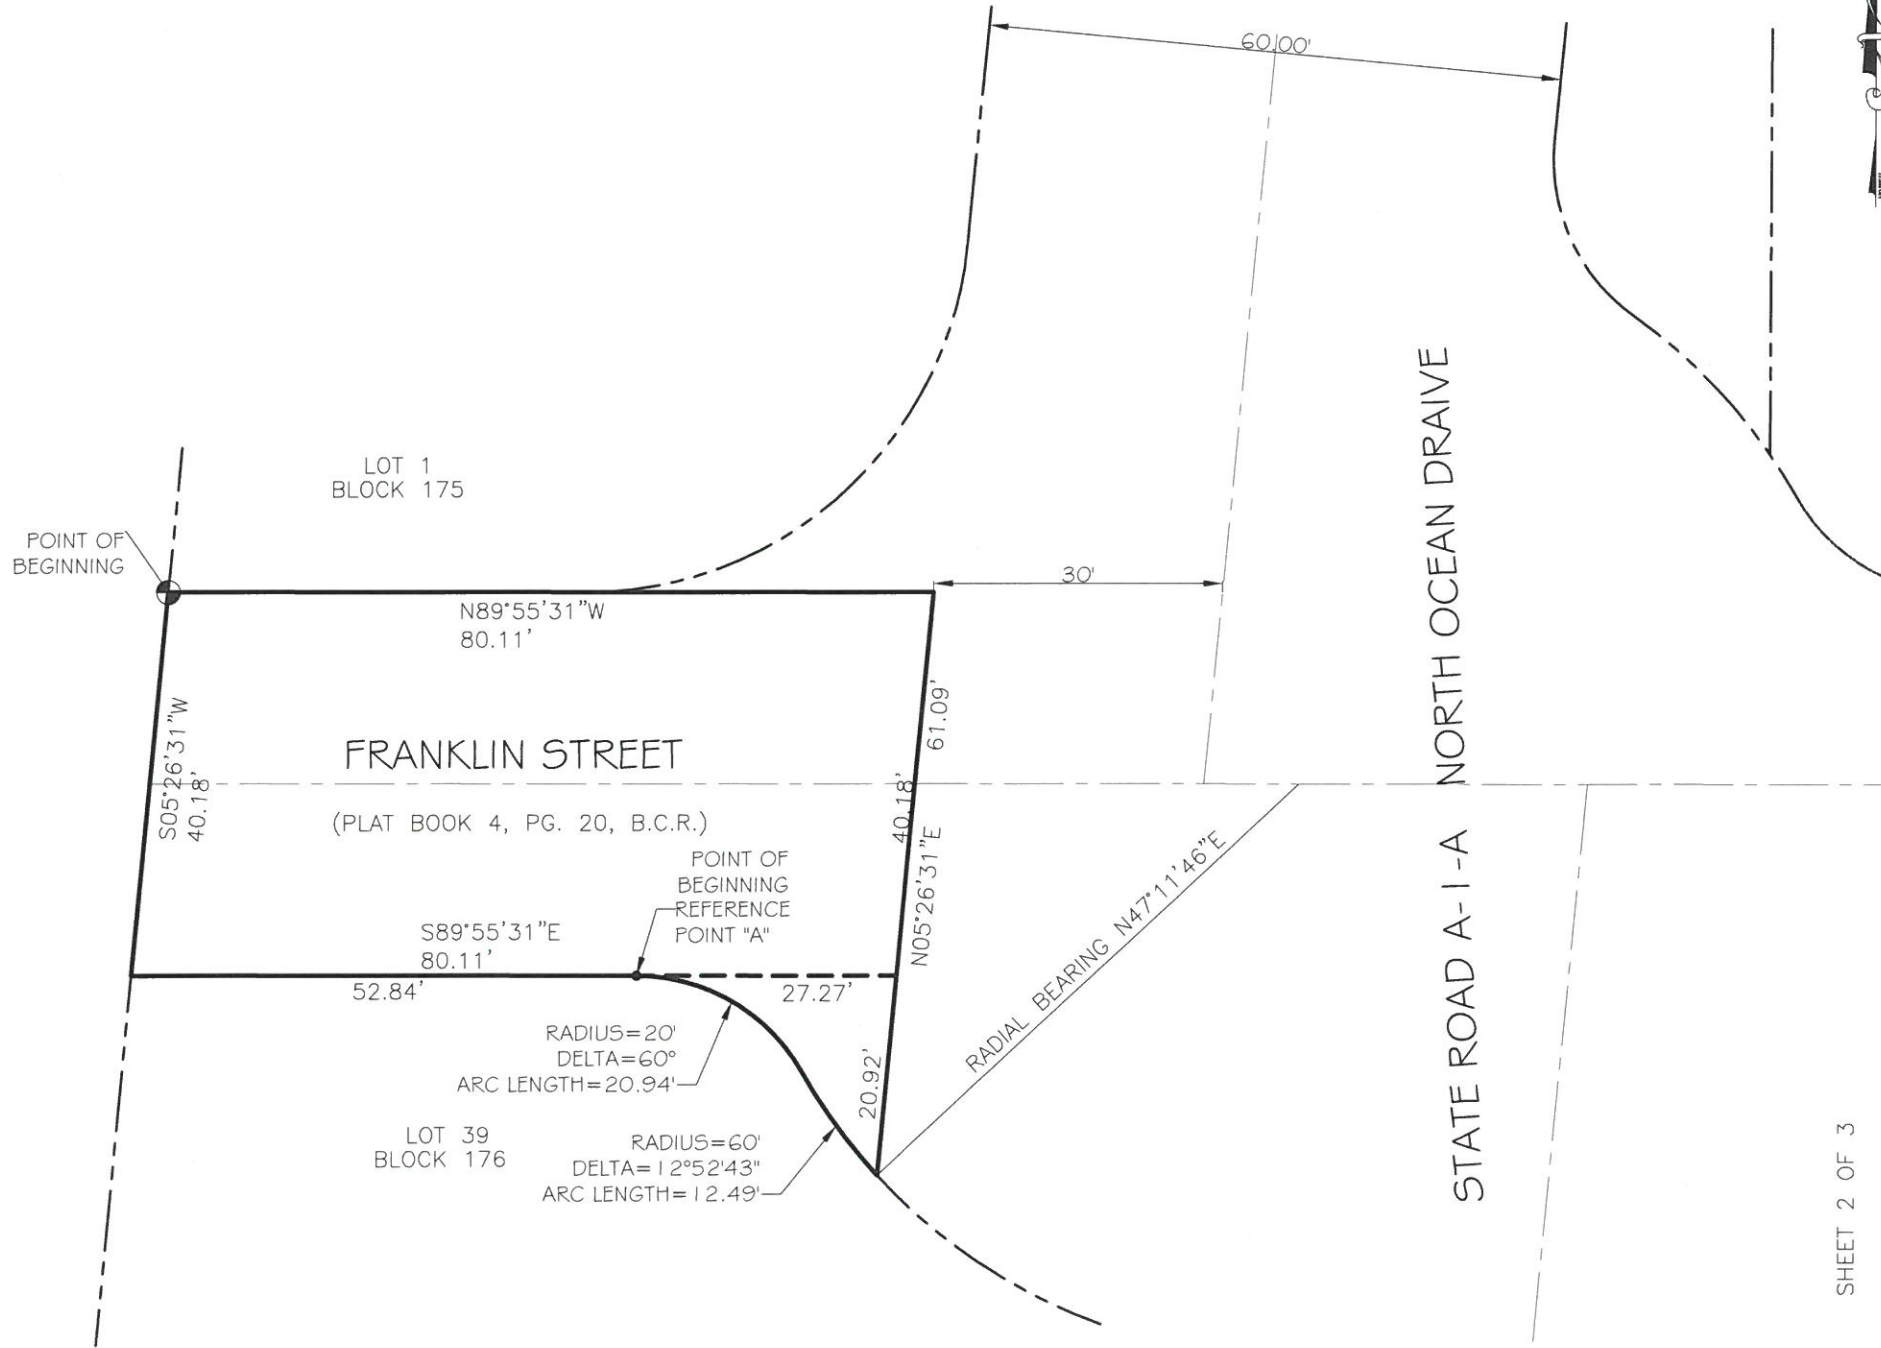 60.00'
LOT 1
BLOCK 175
POINT OF
BEGINNING
30'
N89°55'31"W
80.11'
S05°26'31"W
40.18'
FRANKLIN STREET
(PLAT BOOK 4, PG. 20, B.C.R.)
61.09'
40.18'
N05°26'31"E
POINT OF
BEGINNING
REFERENCE
POINT "A"
S89°55'31"E
80.11'
52.84'
27.27'
20.92'
RADIUS=20'
DELTA=60°
ARC LENGTH=20.94'
LOT 39
BLOCK 176
RADIUS=60'
DELTA=12°52'43"
ARC LENGTH=12.49'
RADIAL BEARING N47°11'46"E
STATE ROAD A-1-A NORTH OCEAN DRAIVE
SHEET 2 OF 3